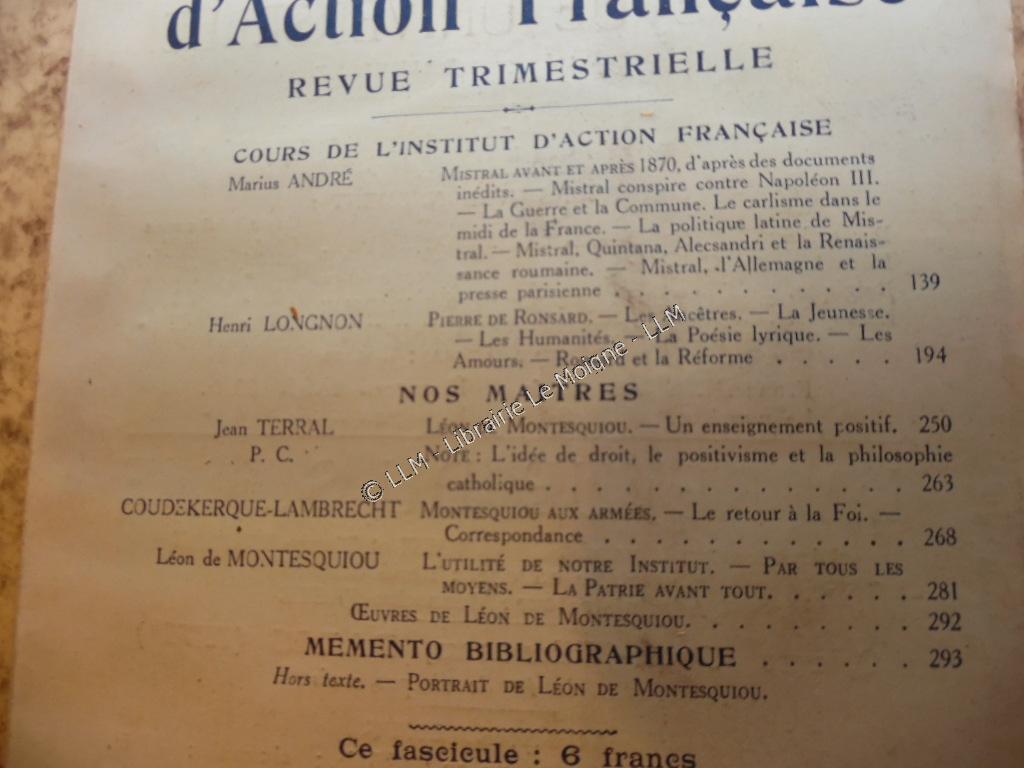 d'Action Française
REVUE TRIMESTRIELLE
COURS DE L'INSTITUT D'ACTION FRANÇAISE
Marius ANDRÉ MISTRAL AVANT ET APRÈS 1870, d'après des documents
inédits. — Mistral conspire contre Napoléon III.
— La Guerre et la Commune. Le carlisme dans le
midi de la France. — La politique latine de Mis-
tral. — Mistral, Quintana, Alecsandri et la Renais-
sance roumaine. — Mistral, l'Allemagne et la
presse parisienne . . . . . . . . . . . 139
Henri LONGNON PIERRE DE RONSARD. — Les Ancêtres. — La Jeunesse.
— Les Humanités. — La Poésie lyrique. — Les
Amours. — Ronsard et la Réforme . . . . . 194
NOS MAITRES
Jean TERRAL LÉON DE MONTESQUIOU. — Un enseignement positif. 250
P. C. NOTE : L'idée de droit, le positivisme et la philosophie
catholique . . . . . . . . . . . . . . 263
COUDEKERQUE-LAMBRECHT MONTESQUIOU AUX ARMÉES. — Le retour à la Foi. —
Correspondance . . . . . . . . . . . . 268
Léon de MONTESQUIOU L'UTILITÉ DE NOTRE INSTITUT. — PAR TOUS LES
MOYENS. — LA PATRIE AVANT TOUT. . . . . . 281
ŒUVRES DE LÉON DE MONTESQUIOU. . . . . . . . . 292
MEMENTO BIBLIOGRAPHIQUE . . . . . . 293
Hors texte. — PORTRAIT DE LÉON DE MONTESQUIOU.
Ce fascicule : 6 francs
© LLM - Librairie Le Moigne - LLM